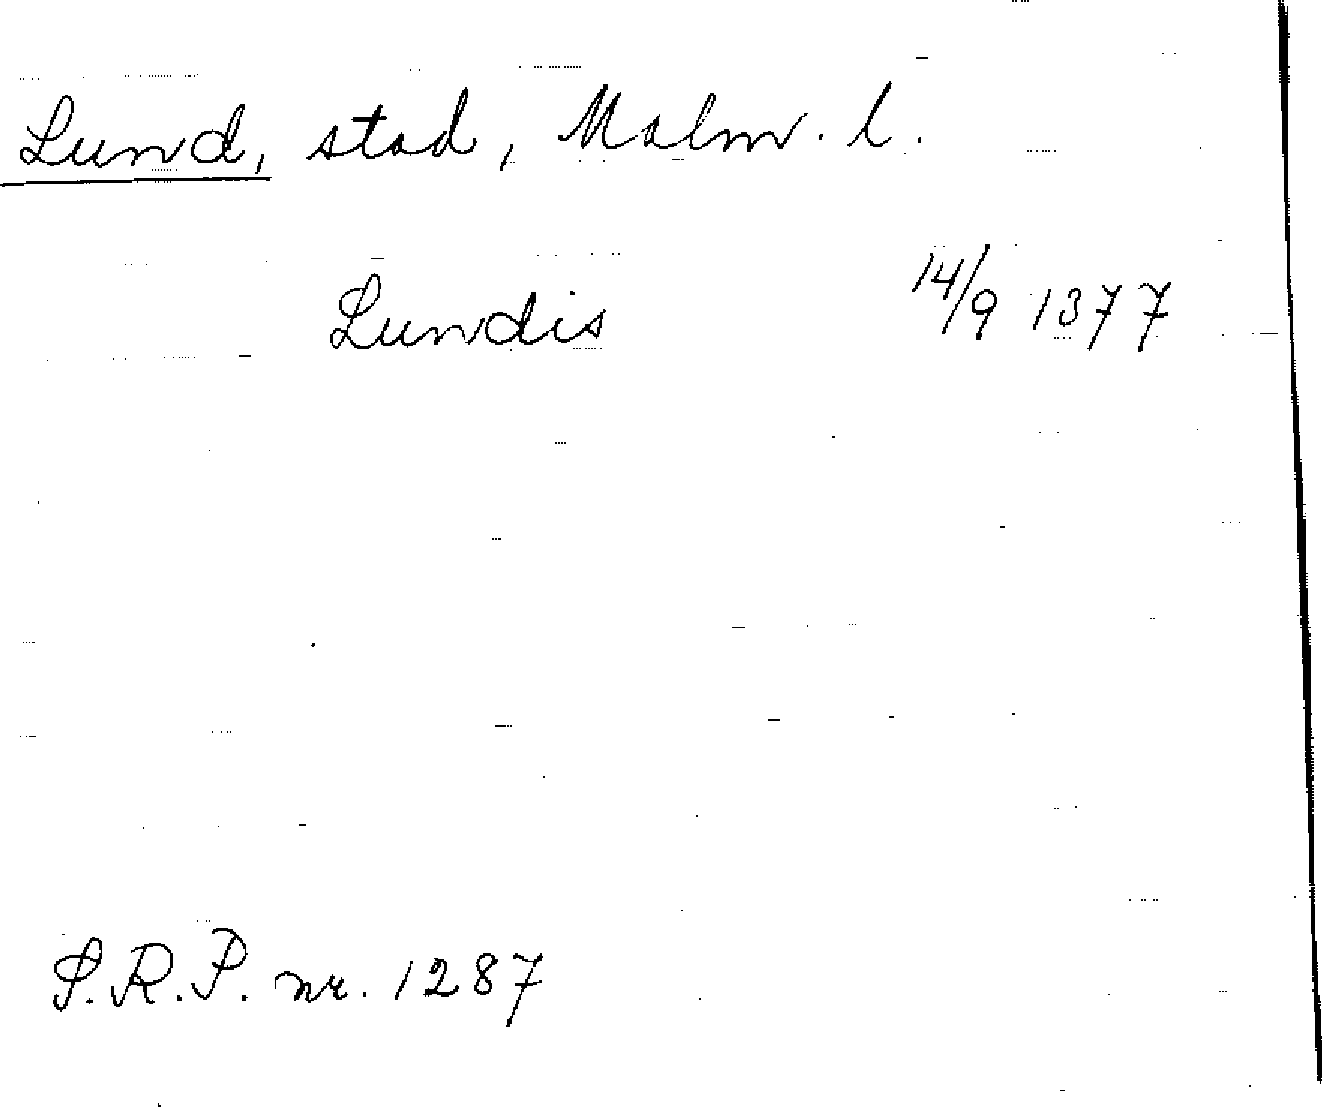 Lund, stad, Malm. l.
Lundis 14/9 1377
S.R.P. nr. 1287